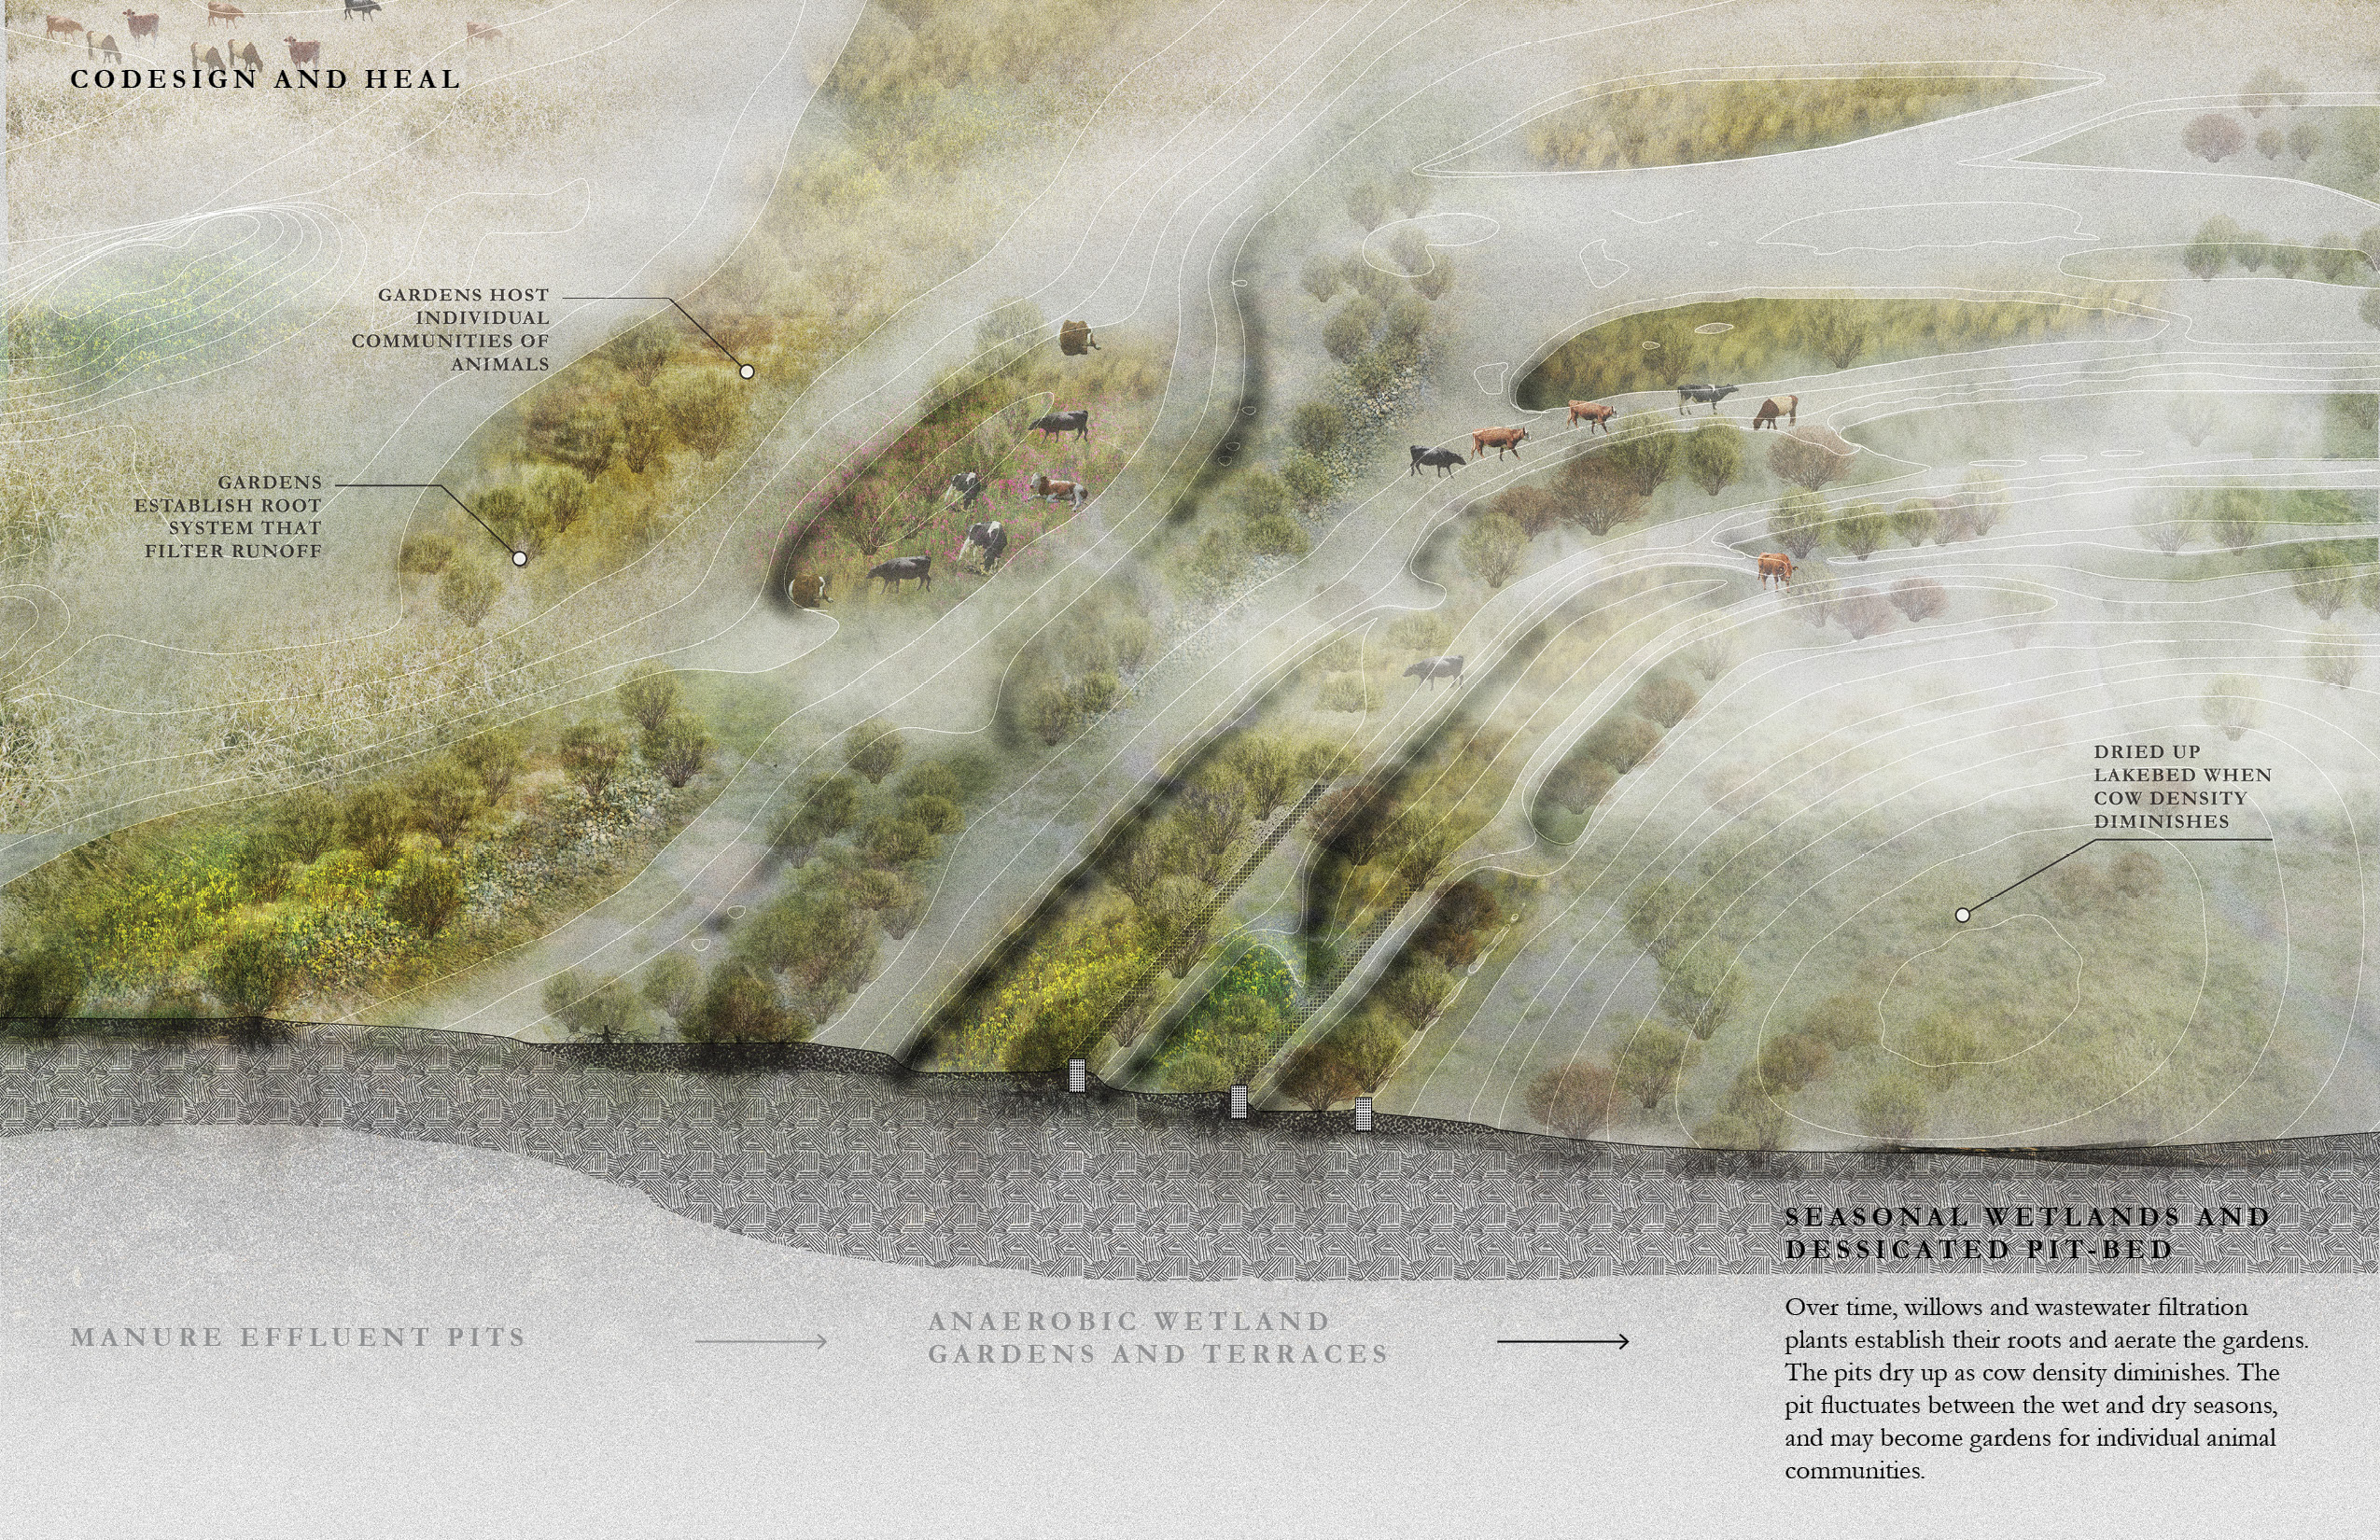 CODESIGN AND HEAL
GARDENS HOST
INDIVIDUAL
COMMUNITIES OF
ANIMALS
GARDENS
ESTABLISH ROOT
SYSTEM THAT
FILTER RUNOFF
DRIED UP
LAKEBED WHEN
COW DENSITY
DIMINISHES
MANURE EFFLUENT PITS
ANAEROBIC WETLAND
GARDENS AND TERRACES
SEASONAL WETLANDS AND
DESSICATED PIT-BED
Over time, willows and wastewater filtration
plants establish their roots and aerate the gardens.
The pits dry up as cow density diminishes. The
pit fluctuates between the wet and dry seasons,
and may become gardens for individual animal
communities.